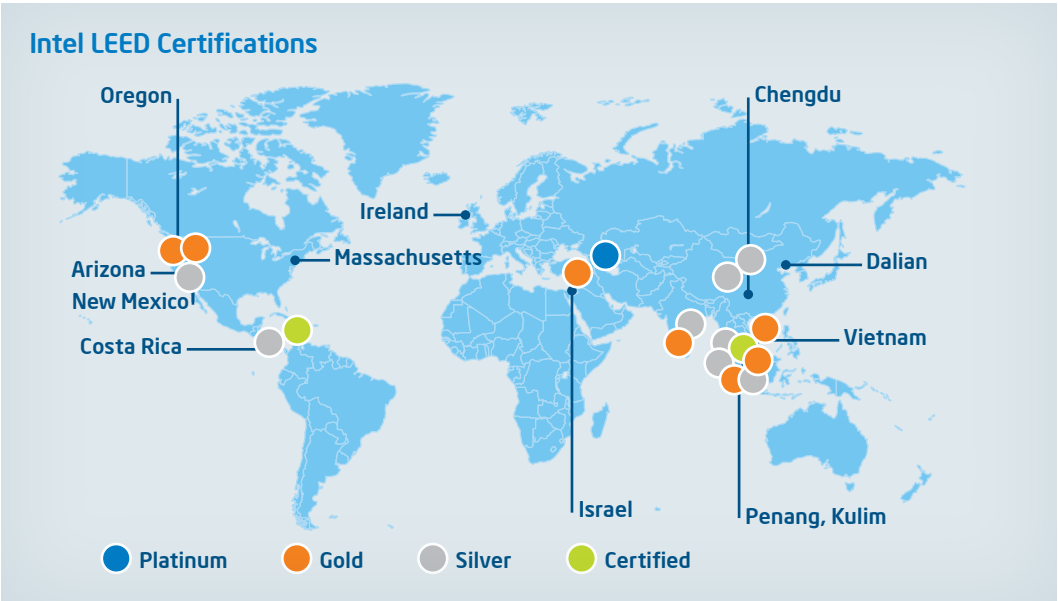 Intel LEED Certifications
Oregon
Chengdu
Ireland
Massachusetts
Arizona
Dalian
New Mexico
Costa Rica
Vietnam
Israel
Penang, Kulim
Platinum
Gold
Silver
Certified